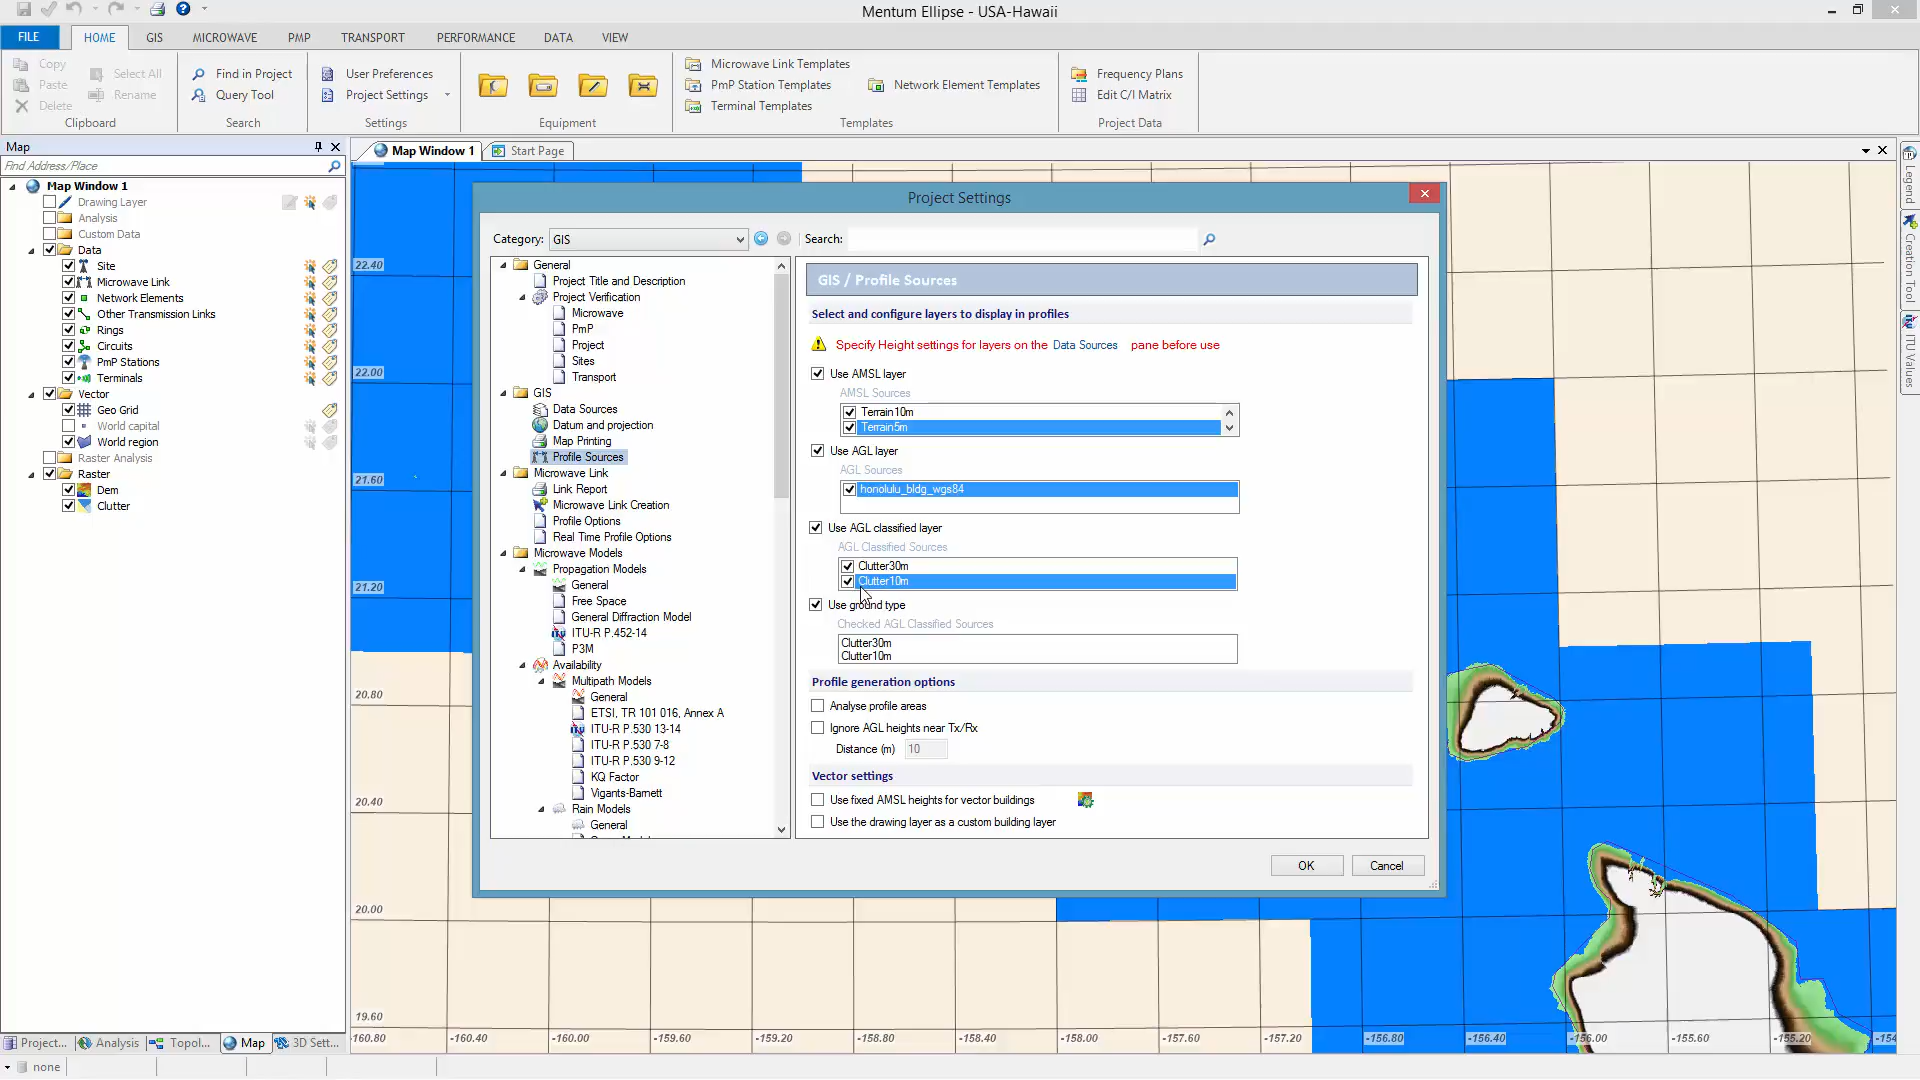 Mentum Ellipse - USA-Hawaii
FILE HOME GIS MICROWAVE PMP TRANSPORT PERFORMANCE DATA VIEW
Copy
Paste
Delete
Select All
Rename
Clipboard
Find in Project
Query Tool
Search
User Preferences
Project Settings
Settings
Equipment
Microwave Link Templates
PmP Station Templates
Terminal Templates
Network Element Templates
Templates
Frequency Plans
Edit C/I Matrix
Project Data
Map
Find Address/Place
Map Window 1
Drawing Layer
Analysis
Custom Data
Data
Site
Microwave Link
Network Elements
Other Transmission Links
Rings
Circuits
PmP Stations
Terminals
Vector
Geo Grid
World capital
World region
Raster Analysis
Raster
Dem
Clutter
Project... Analysis Topol... Map 3D Sett...
none
Map Window 1 Start Page
22.40
22.00
21.60
21.20
20.80
20.40
20.00
19.60
160.80 -160.40 -160.00 -159.60 -159.20 -158.80 -158.40 -158.00 -157.60 -157.20 -156.80 -156.40 -156.00 -155.60 -155.20 -154
Project Settings
Category: GIS Search:
General
Project Title and Description
Project Verification
Microwave
PmP
Project
Sites
Transport
GIS
Data Sources
Datum and projection
Map Printing
Profile Sources
Microwave Link
Link Report
Microwave Link Creation
Profile Options
Real Time Profile Options
Microwave Models
Propagation Models
General
Free Space
General Diffraction Model
ITU-R P.452-14
P3M
Availability
Multipath Models
General
ETSI, TR 101 016, Annex A
ITU-R P.530 13-14
ITU-R P.530 7-8
ITU-R P.530 9-12
KQ Factor
Vigants-Barnett
Rain Models
General
GIS / Profile Sources
Select and configure layers to display in profiles
Specify Height settings for layers on the Data Sources pane before use
Use AMSL layer
AMSL Sources
Terrain10m
Terrain5m
Use AGL layer
AGL Sources
honolulu_bldg_wgs84
Use AGL classified layer
AGL Classified Sources
Clutter30m
Clutter10m
Use ground type
Checked AGL Classified Sources
Clutter30m
Clutter10m
Profile generation options
Analyse profile areas
Ignore AGL heights near Tx/Rx
Distance (m) 10
Vector settings
Use fixed AMSL heights for vector buildings
Use the drawing layer as a custom building layer
OK Cancel
Legend
Creation Tool
ITU Values